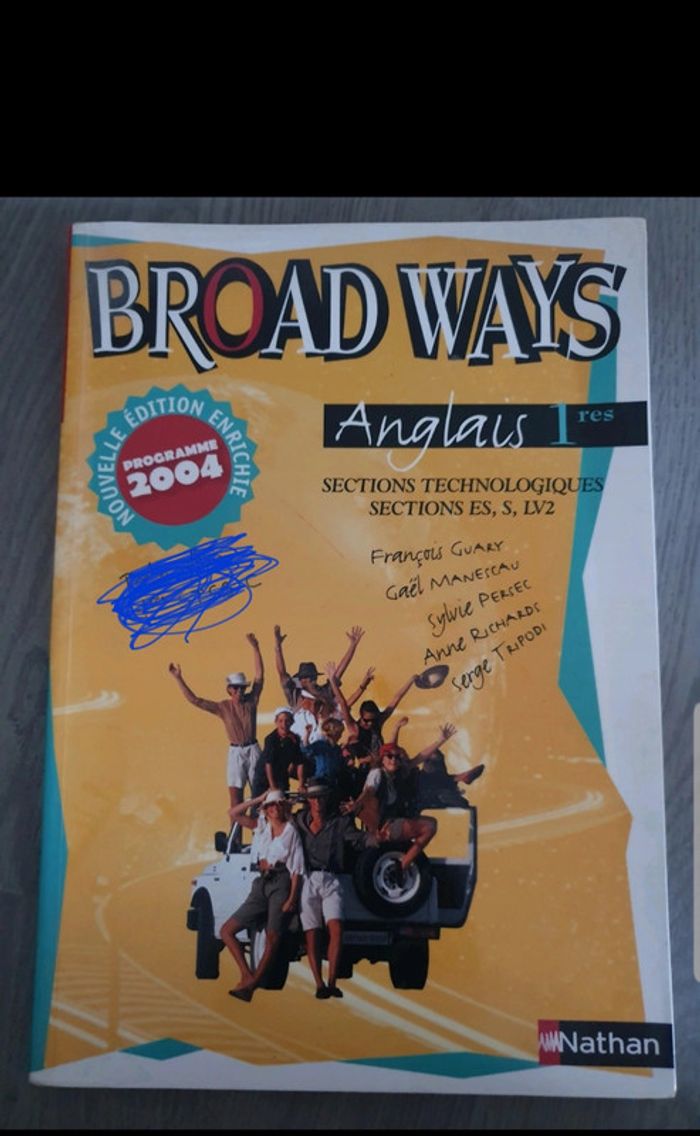 BROAD WAYS
Anglais 1res
NOUVELLE ÉDITION ENRICHIE
PROGRAMME
2004
SECTIONS TECHNOLOGIQUES
SECTIONS ES, S, LV2
François GUARY
Gaël MANESCAU
Sylvie PERSEC
Anne RICHARDS
Serge TRIPODI
Nathan